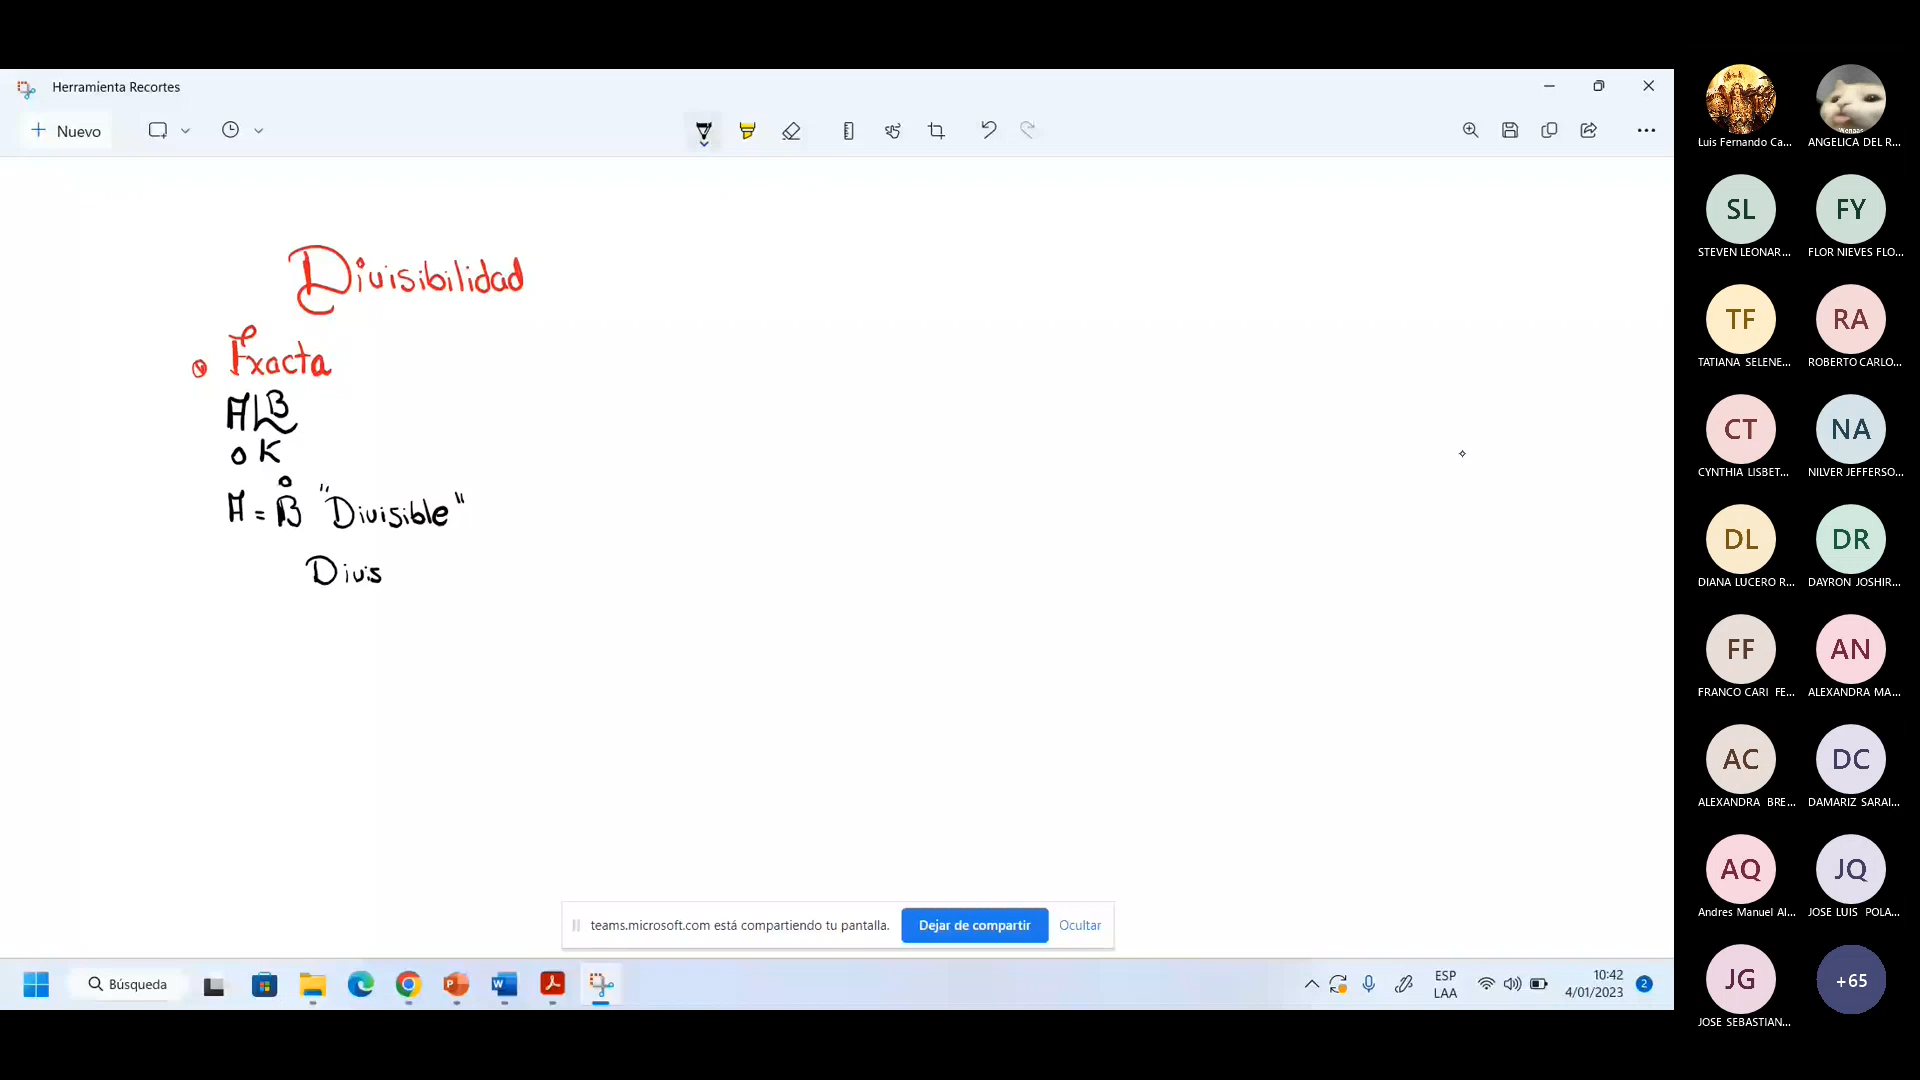 Herramienta Recortes
Nuevo
Divisibilidad
Exacta
A B
0 K
A = B̊ "Divisible"
Divis
teams.microsoft.com está compartiendo tu pantalla.
Dejar de compartir
Ocultar
Búsqueda
ESP
LAA
10:42
4/01/2023
2
Luis Fernando Ca...
ANGELICA DEL R...
SL
STEVEN LEONAR...
FY
FLOR NIEVES FLO...
TF
TATIANA SELENE...
RA
ROBERTO CARLO...
CT
CYNTHIA LISBET...
NA
NILVER JEFFERSO...
DL
DIANA LUCERO R...
DR
DAYRON JOSHIR...
FF
FRANCO CARI FE...
AN
ALEXANDRA MA...
AC
ALEXANDRA BRE...
DC
DAMARIZ SARAI...
AQ
Andres Manuel Al...
JQ
JOSE LUIS POLA...
JG
JOSE SEBASTIAN...
+65